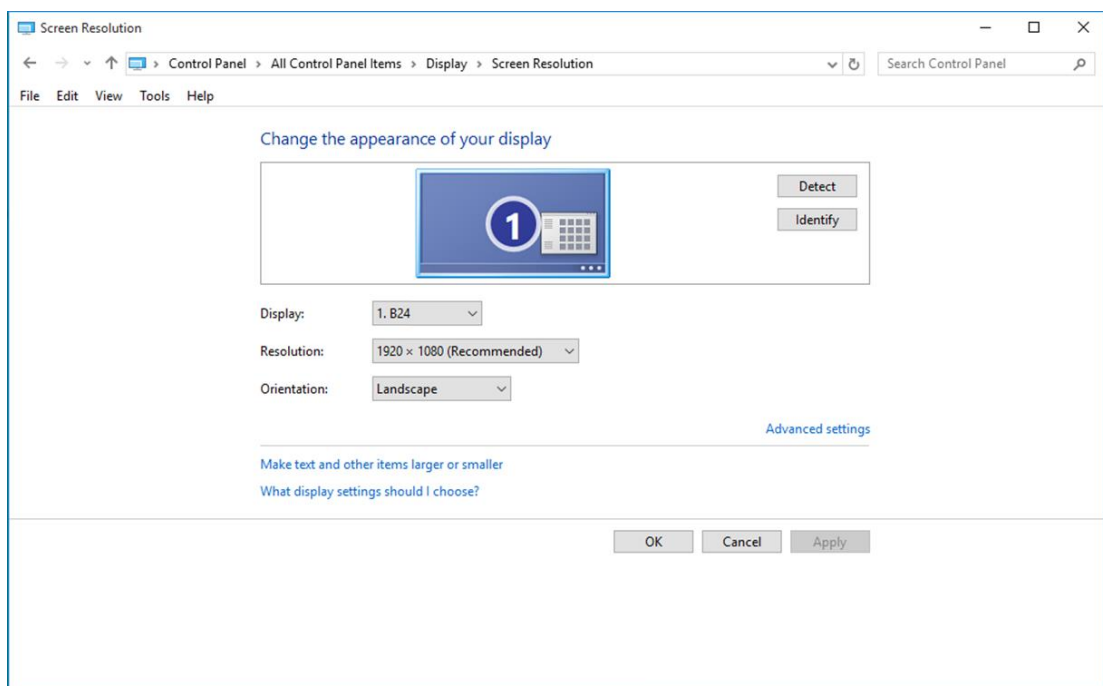 Screen Resolution
Control Panel > All Control Panel Items > Display > Screen Resolution
Search Control Panel
File Edit View Tools Help
Change the appearance of your display
1
Detect
Identify
Display: 1. B24
Resolution: 1920 × 1080 (Recommended)
Orientation: Landscape
Advanced settings
Make text and other items larger or smaller
What display settings should I choose?
OK Cancel Apply